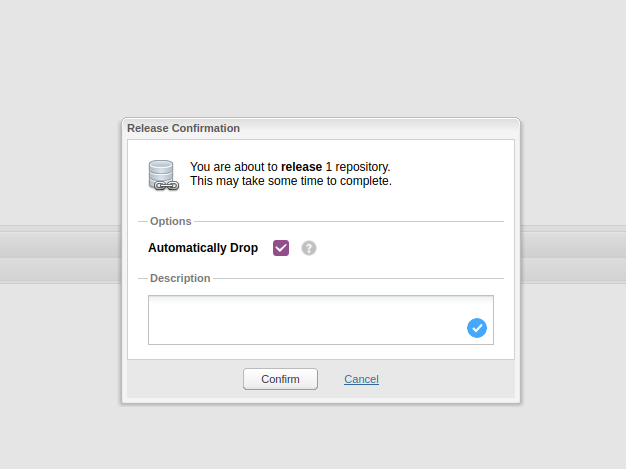 Release Confirmation
You are about to release 1 repository.
This may take some time to complete.
Options
Automatically Drop ?
Description
Confirm Cancel